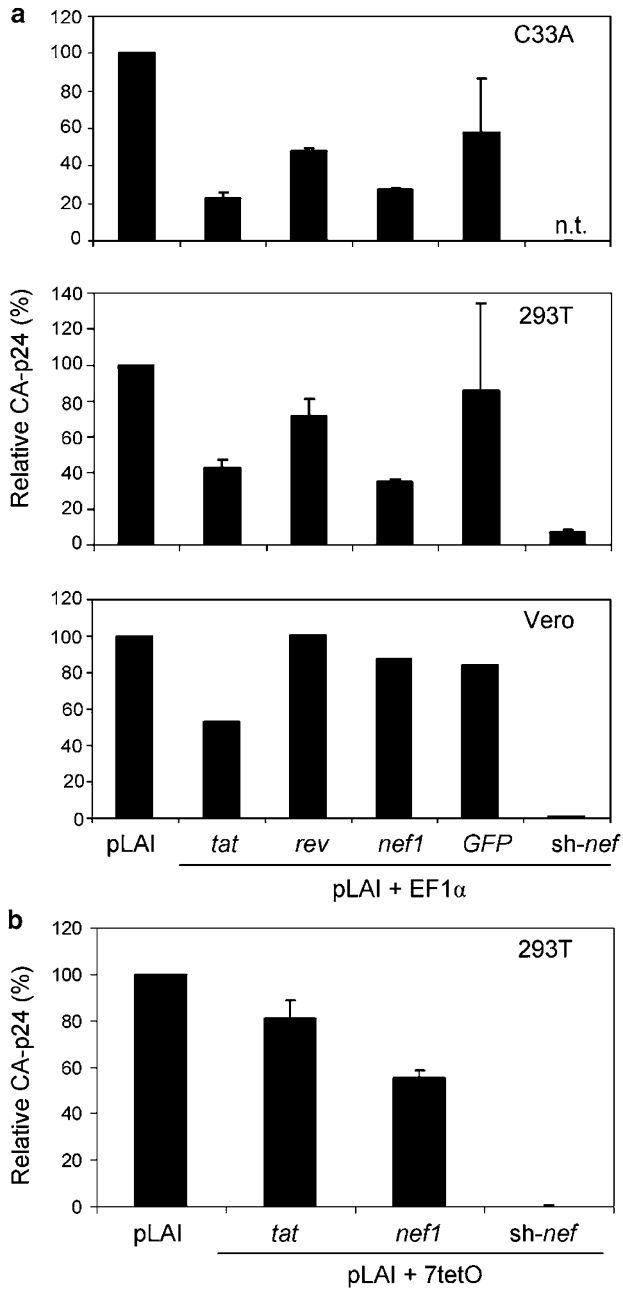 a
C33A
120
100
80
60
40
20
0
n.t.
293T
140
120
100
80
60
40
20
0
Relative CA-p24 (%)
Vero
120
100
80
60
40
20
0
pLAI tat rev nef1 GFP sh-nef
pLAI + EF1α
b
293T
120
100
80
60
40
20
0
Relative CA-p24 (%)
pLAI tat nef1 sh-nef
pLAI + 7tetO